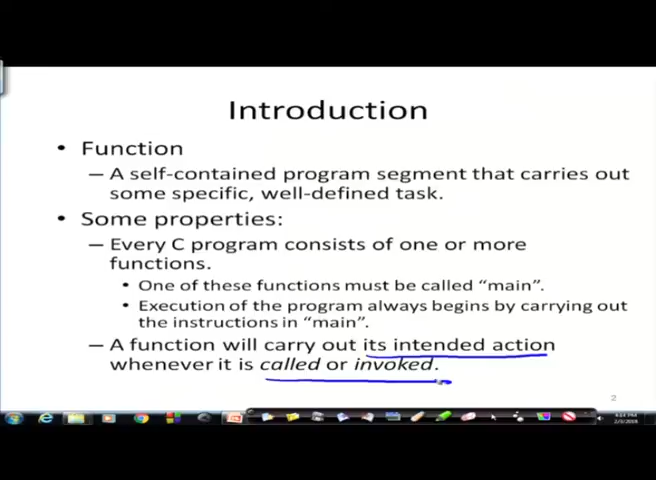 Introduction
• Function
– A self-contained program segment that carries out
some specific, well-defined task.
• Some properties:
– Every C program consists of one or more
functions.
• One of these functions must be called “main”.
• Execution of the program always begins by carrying out
the instructions in “main”.
– A function will carry out its intended action
whenever it is called or invoked.
2